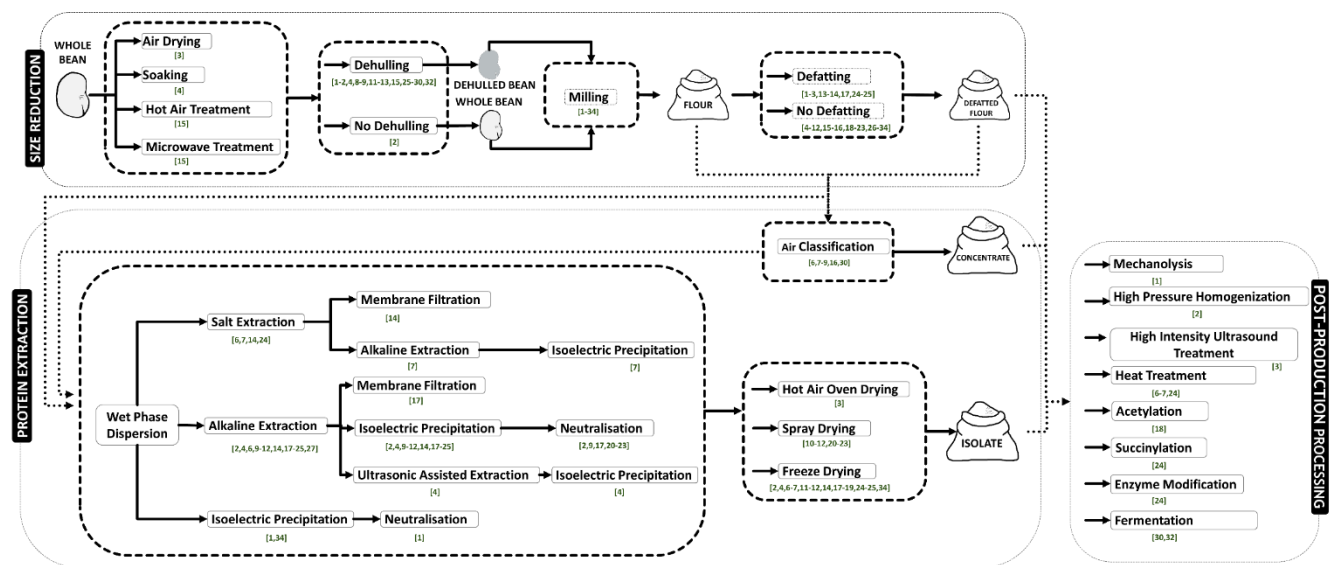 SIZE REDUCTION
WHOLE
BEAN
Air Drying
[3]
Soaking
[4]
Hot Air Treatment
[15]
Microwave Treatment
[15]
Dehulling
[1-2,4,8-9,11-13,15,25-30,32]
No Dehulling
[2]
DEHULLED BEAN
WHOLE BEAN
Milling
[1-34]
FLOUR
Defatting
[1-3,13-14,17,24-25]
No Defatting
[4-12,15-16,18-23,26-34]
DEFATTED
FLOUR
PROTEIN EXTRACTION
Air Classification
[6,7-9,16,30]
CONCENTRATE
Wet Phase
Dispersion
Salt Extraction
[6,7,14,24]
Membrane Filtration
[14]
Alkaline Extraction
[7]
Isoelectric Precipitation
[7]
Alkaline Extraction
[2,4,6,9-12,14,17-25,27]
Membrane Filtration
[17]
Isoelectric Precipitation
[2,4,9-12,14,17-25]
Neutralisation
[2,9,17,20-23]
Ultrasonic Assisted Extraction
[4]
Isoelectric Precipitation
[4]
Isoelectric Precipitation
[1,34]
Neutralisation
[1]
Hot Air Oven Drying
[3]
Spray Drying
[10-12,20-23]
Freeze Drying
[2,4,6-7,11-12,14,17-19,24-25,34]
ISOLATE
POST-PRODUCTION PROCESSING
Mechanolysis
[1]
High Pressure Homogenization
[2]
High Intensity Ultrasound
Treatment
[3]
Heat Treatment
[6-7,24]
Acetylation
[18]
Succinylation
[24]
Enzyme Modification
[24]
Fermentation
[30,32]